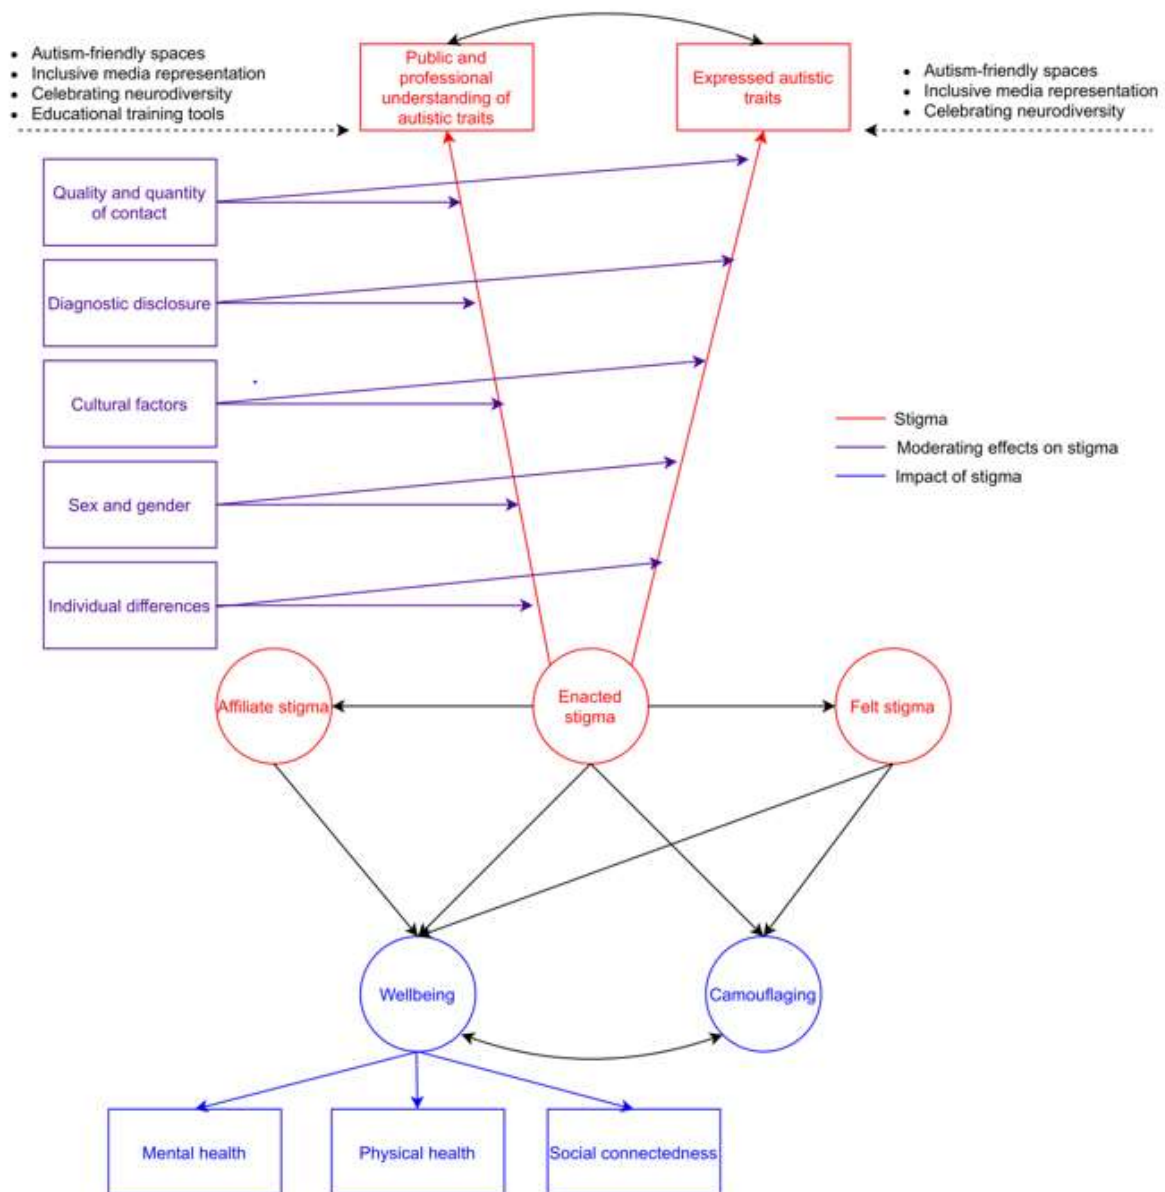 • Autism-friendly spaces
• Inclusive media representation
• Celebrating neurodiversity
• Educational training tools
Public and
professional
understanding of
autistic traits
Expressed autistic
traits
• Autism-friendly spaces
• Inclusive media representation
• Celebrating neurodiversity
Quality and quantity
of contact
Diagnostic disclosure
Cultural factors
Sex and gender
Individual differences
Stigma
Moderating effects on stigma
Impact of stigma
Affiliate stigma
Enacted
stigma
Felt stigma
Wellbeing
Camouflaging
Mental health
Physical health
Social connectedness